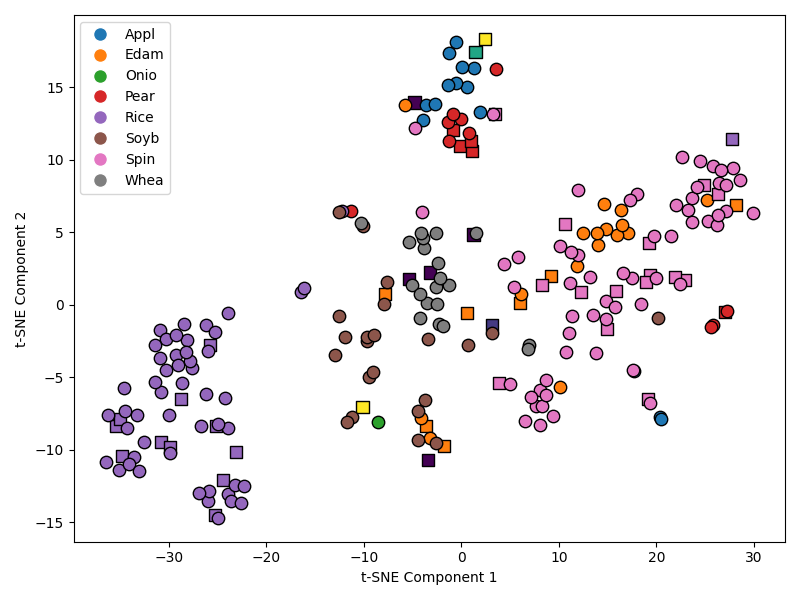 Appl
Edam
Onio
Pear
Rice
Soyb
Spin
Whea
15
10
5
0
−5
−10
−15
t-SNE Component 2
−30
−20
−10
0
10
20
30
t-SNE Component 1